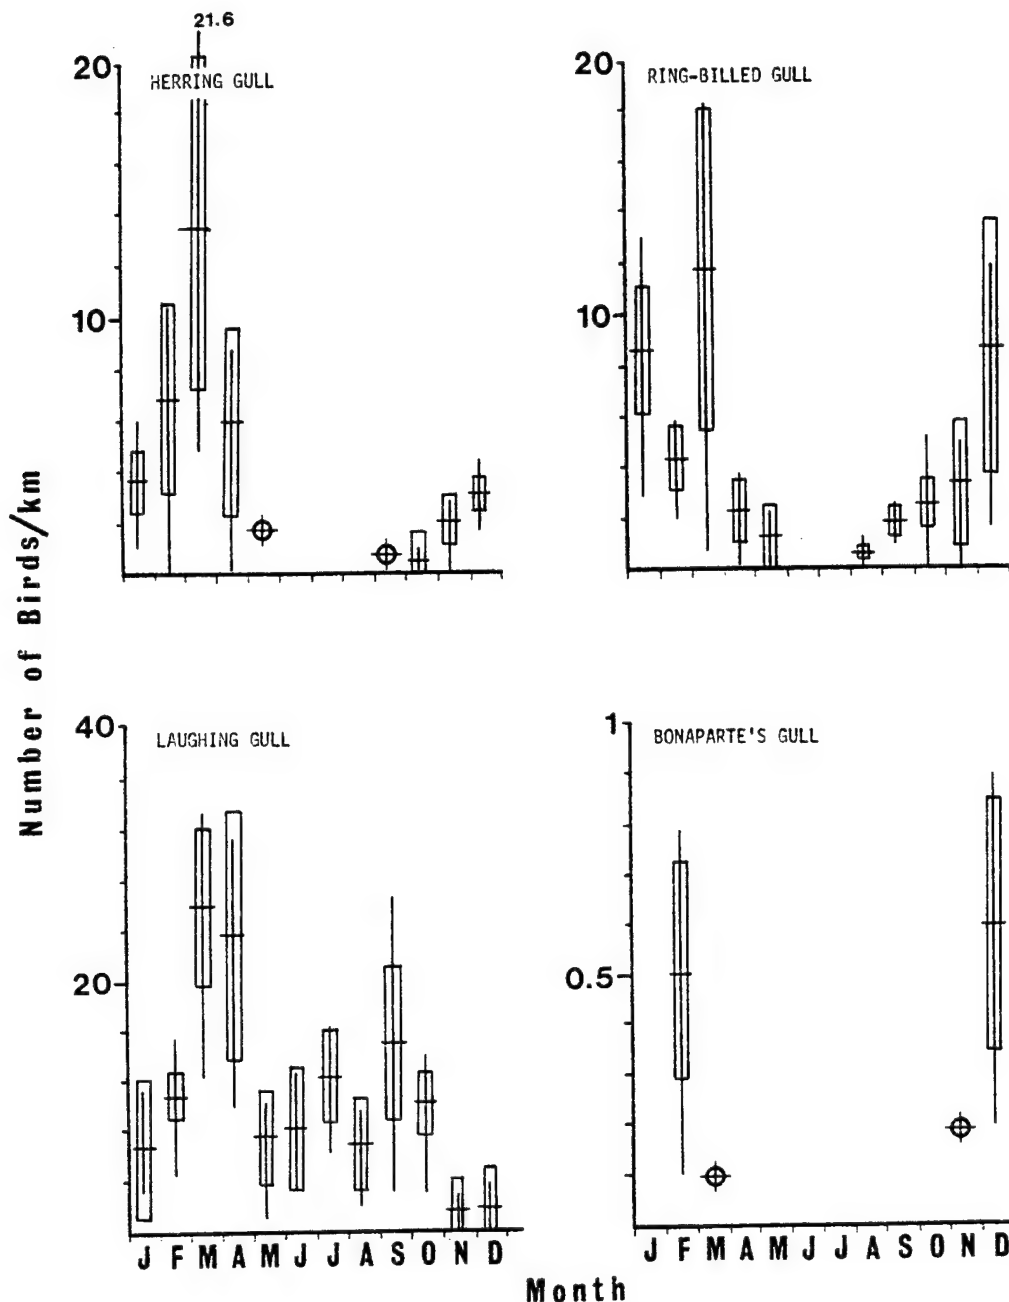 21.6
20
HERRING GULL
10
20
RING-BILLED GULL
10
Number of Birds/km
40
LAUGHING GULL
20
J F M A M J J A S O N D
1
BONAPARTE'S GULL
0.5
J F M A M J J A S O N D
Month